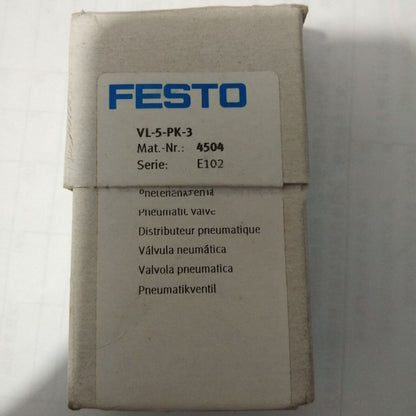 FESTO
VL-5-PK-3
Mat.-Nr.: 4504
Serie: E102
Pneumatic valve
Distributeur pneumatique
Válvula neumática
Valvola pneumatica
Pneumatikventil